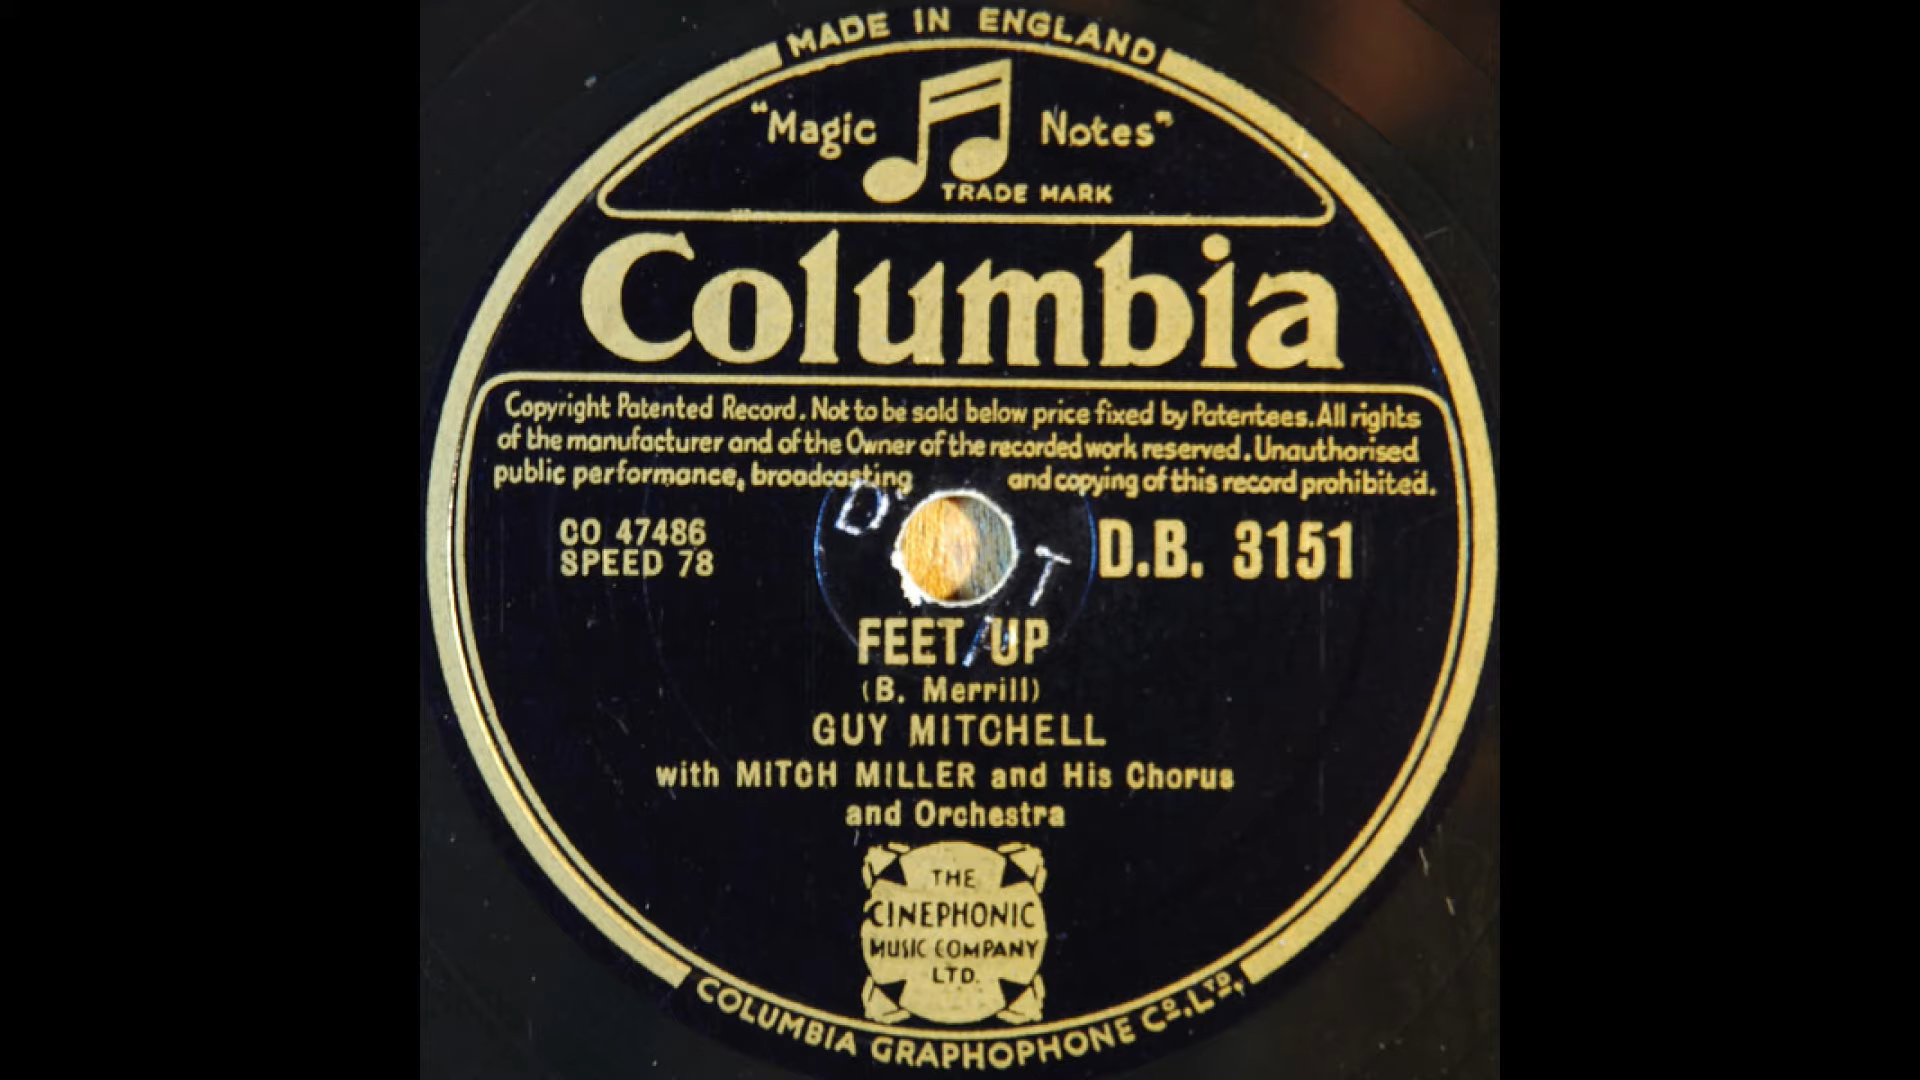 MADE IN ENGLAND
"Magic Notes"
TRADE MARK
Columbia
Copyright Patented Record. Not to be sold below price fixed by Patentees. All rights
of the manufacturer and of the Owner of the recorded work reserved. Unauthorised
public performance, broadcasting and copying of this record prohibited.
CO 47486
SPEED 78
D.B. 3151
D
T
FEET UP
(B. Merrill)
GUY MITCHELL
with MITCH MILLER and His Chorus
and Orchestra
THE
CINEPHONIC
MUSIC COMPANY
LTD.
COLUMBIA GRAPHOPHONE CO., LTD,